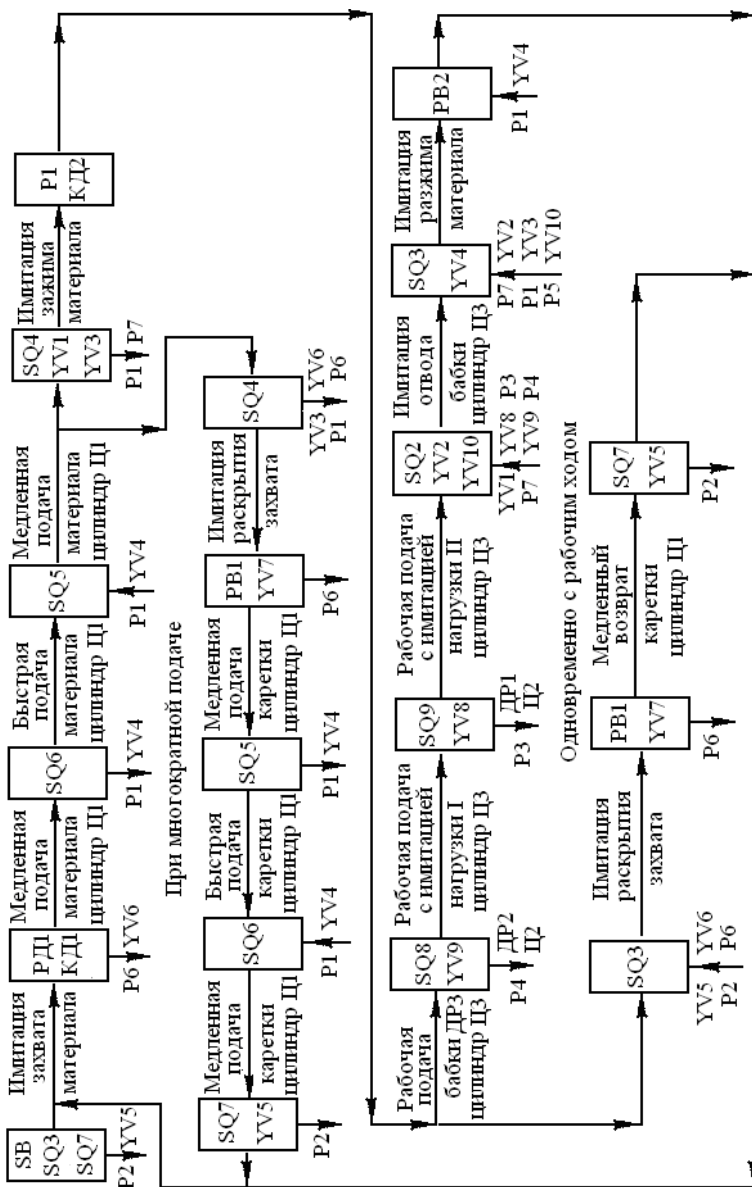 SB
SQ3
SQ7
P2
YV5
Имитация
захвата
материала
РД1
КД1
P6
YV6
Медленная
подача
материала
цилиндр Ц1
SQ6
P1
YV4
Быстрая
подача
материала
цилиндр Ц1
SQ5
P1
YV4
Медленная
подача
материала
цилиндр Ц1
SQ4
YV1
YV3
P1
P7
Имитация
зажима
материала
P1
КД2
При многократной подаче
SQ7
YV5
P2
Медленная
подача
каретки
цилиндр Ц1
SQ6
P1
YV4
Быстрая
подача
каретки
цилиндр Ц1
SQ5
P1
YV4
Медленная
подача
каретки
цилиндр Ц1
PB1
YV7
P6
Имитация
раскрытия
захвата
SQ4
YV3
YV6
P1
P6
Рабочая
подача
бабки ДР3
цилиндр Ц3
SQ8
YV9
P4
ДР2
Ц2
Рабочая подача
с имитацией
нагрузки I
цилиндр Ц3
SQ9
YV8
P3
ДР1
Ц2
Рабочая подача
с имитацией
нагрузки II
цилиндр Ц3
SQ2
YV2
YV10
YV1
YV8
P3
P7
YV9
P4
Имитация
отвода
бабки
цилиндр Ц3
SQ3
YV4
P7
YV2
P1
YV3
P5
YV10
Имитация
разжима
материала
PB2
P1
YV4
Одновременно с рабочим ходом
SQ3
YV5
YV6
P2
P6
Имитация
раскрытия
захвата
PB1
YV7
P6
Медленный
возврат
каретки
цилиндр Ц1
SQ7
YV5
P2